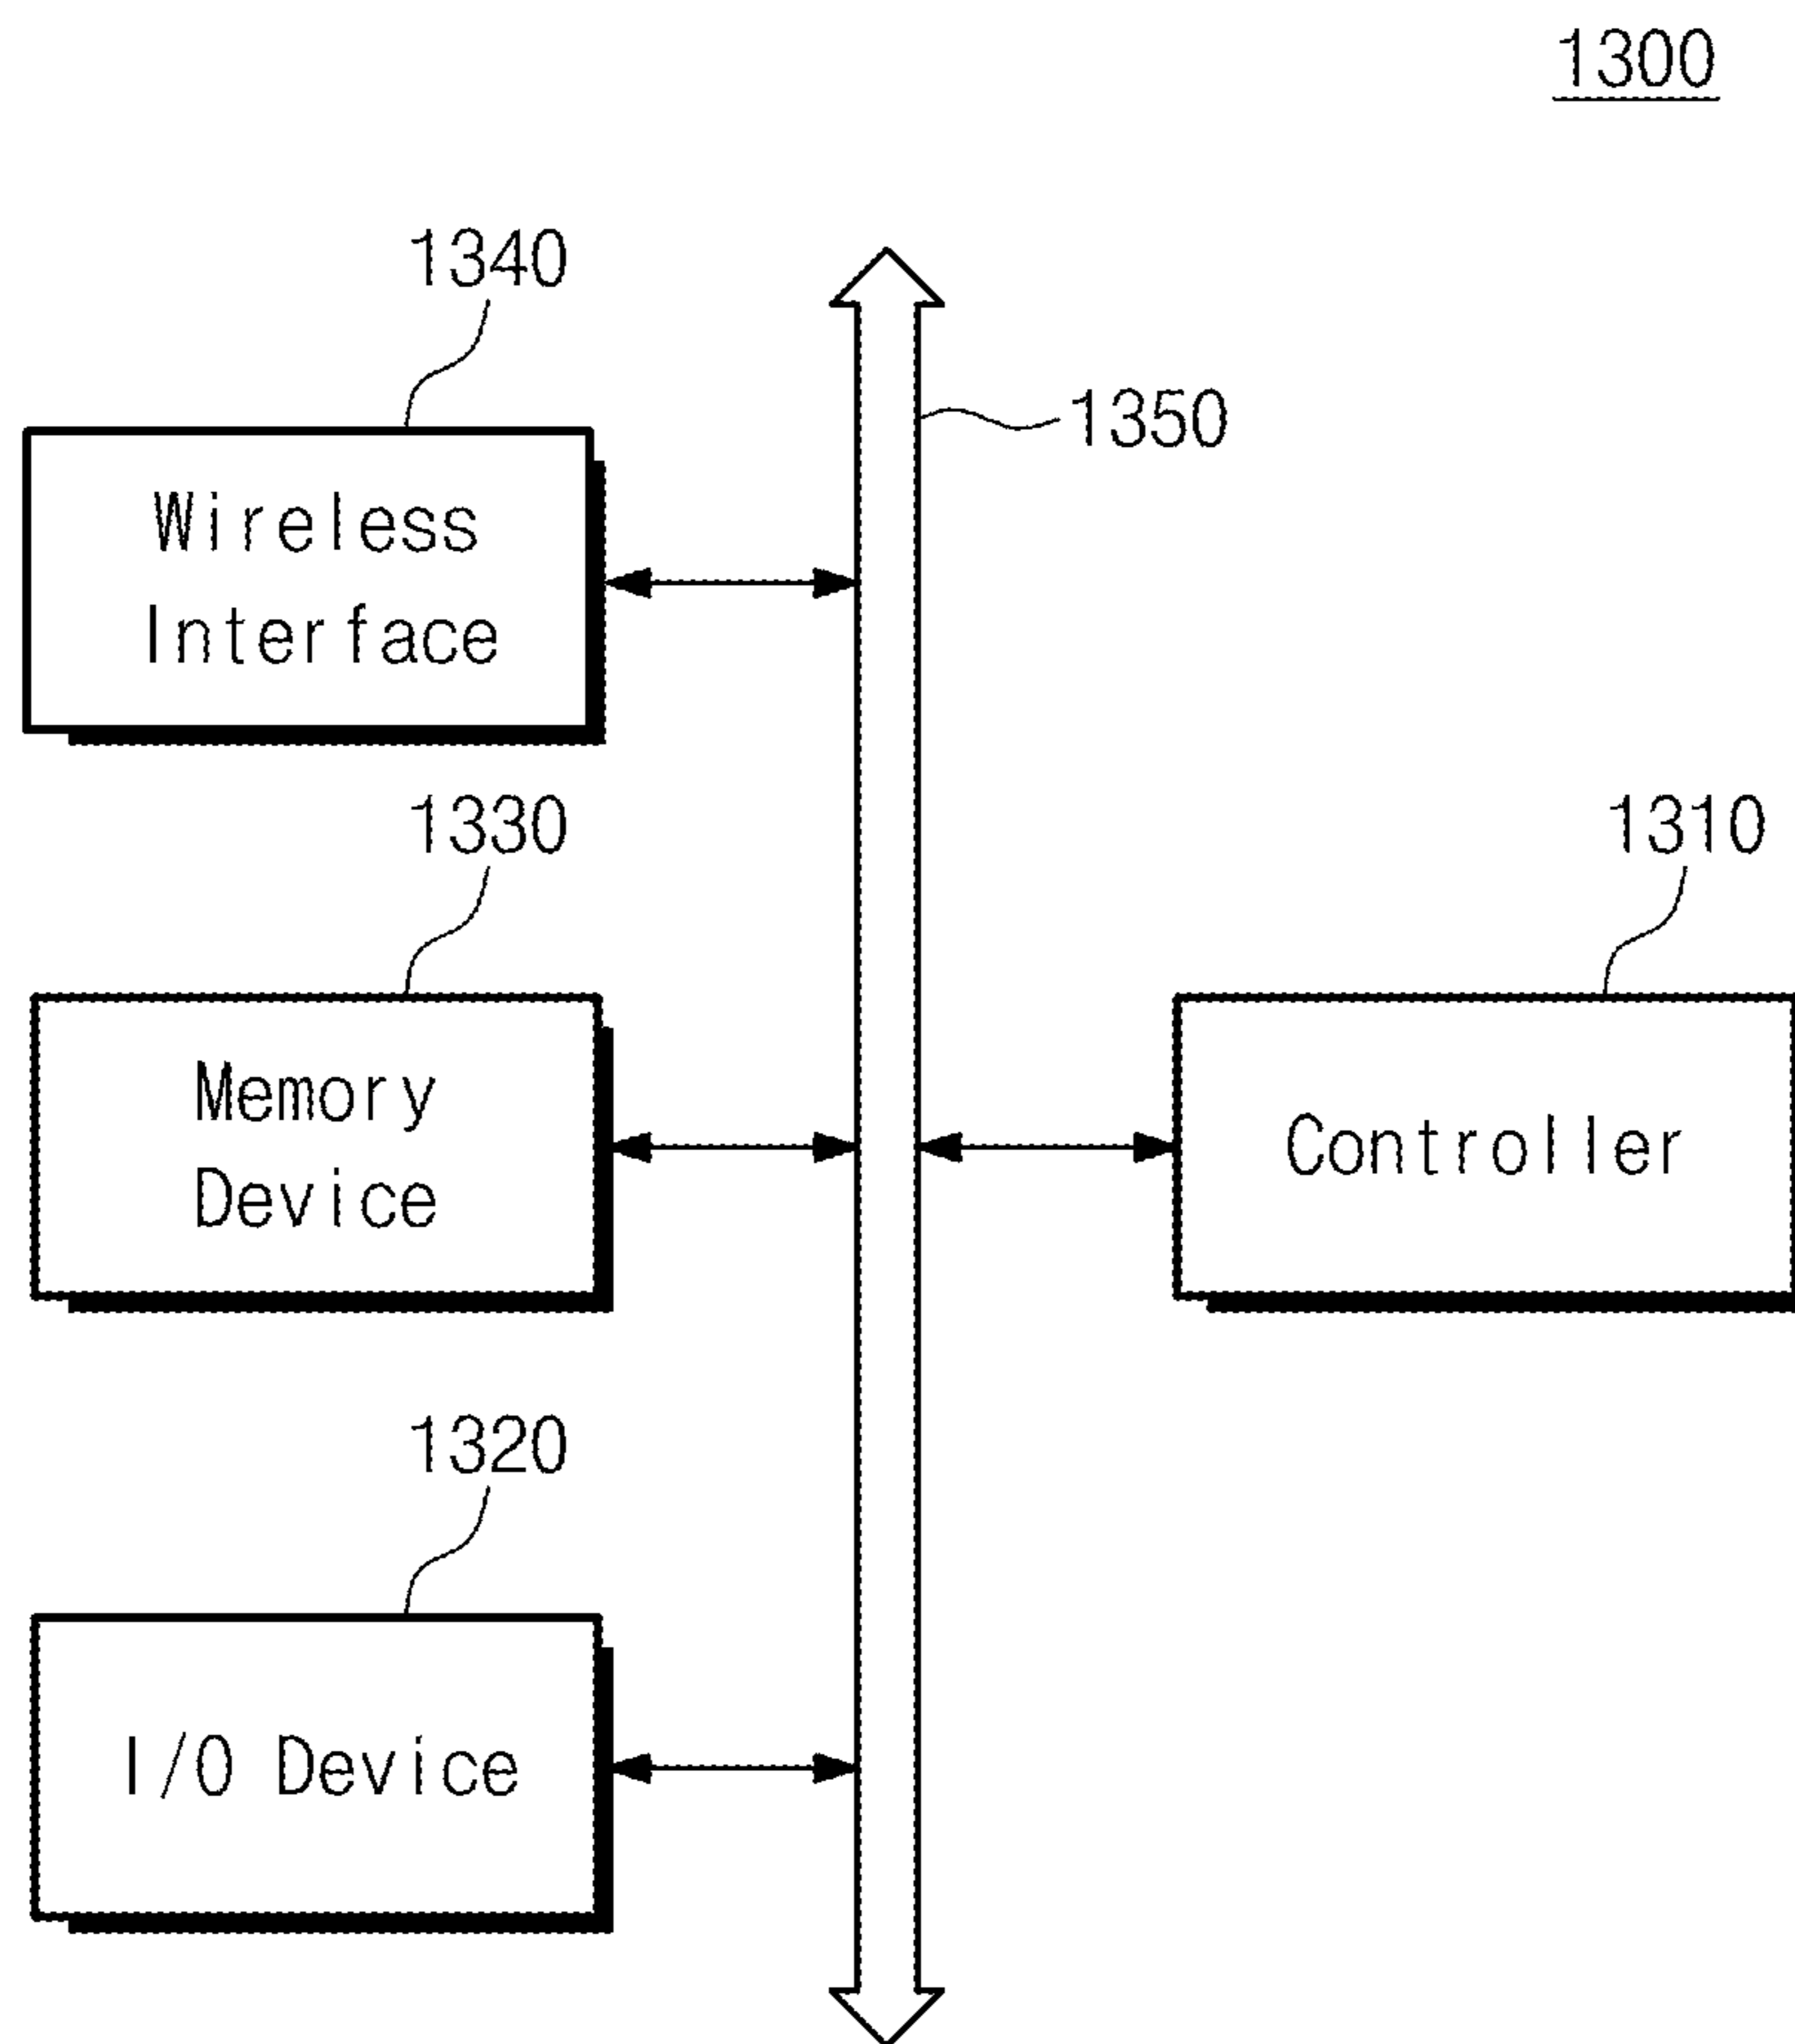 1300
1340
1350
Wireless
Interface
1330
1310
Memory
Device
Controller
1320
I/O Device